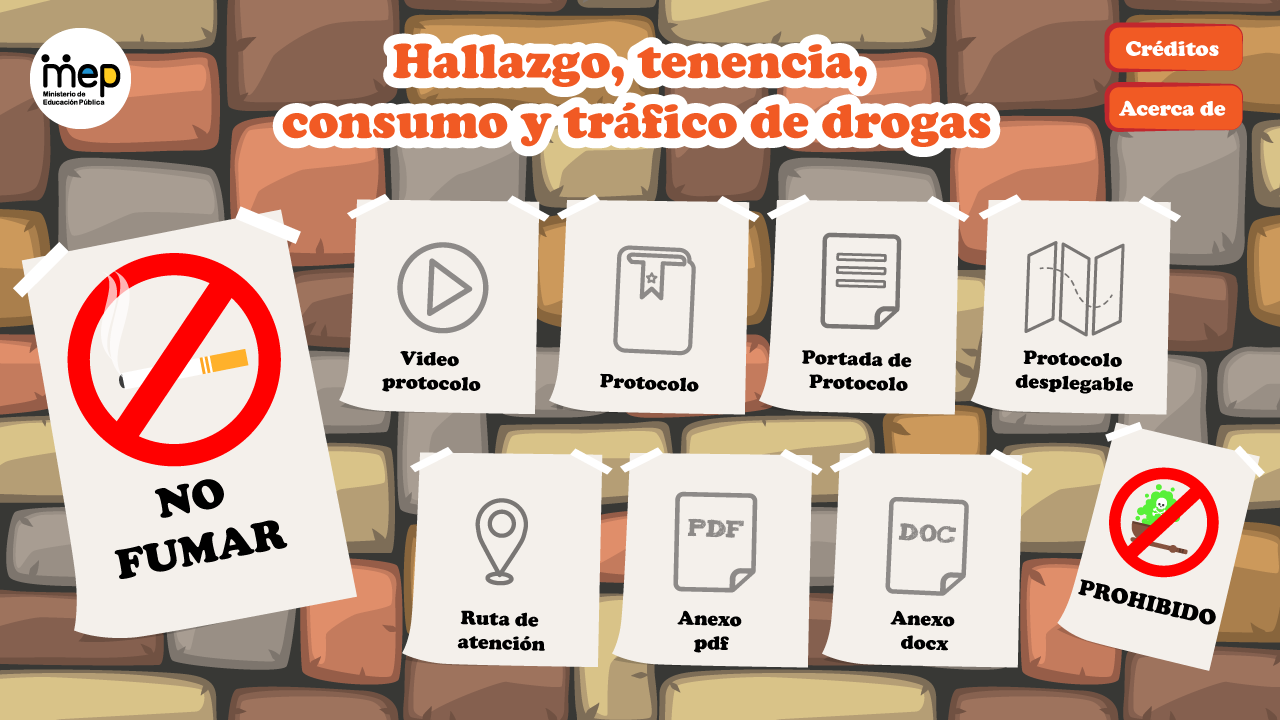 mep
Ministerio de
Educación Pública
Hallazgo, tenencia,
consumo y tráfico de drogas
Créditos
Acerca de
NO
FUMAR
Video
protocolo
Protocolo
Portada de
Protocolo
Protocolo
desplegable
Ruta de
atención
PDF
Anexo
pdf
DOC
Anexo
docx
PROHIBIDO